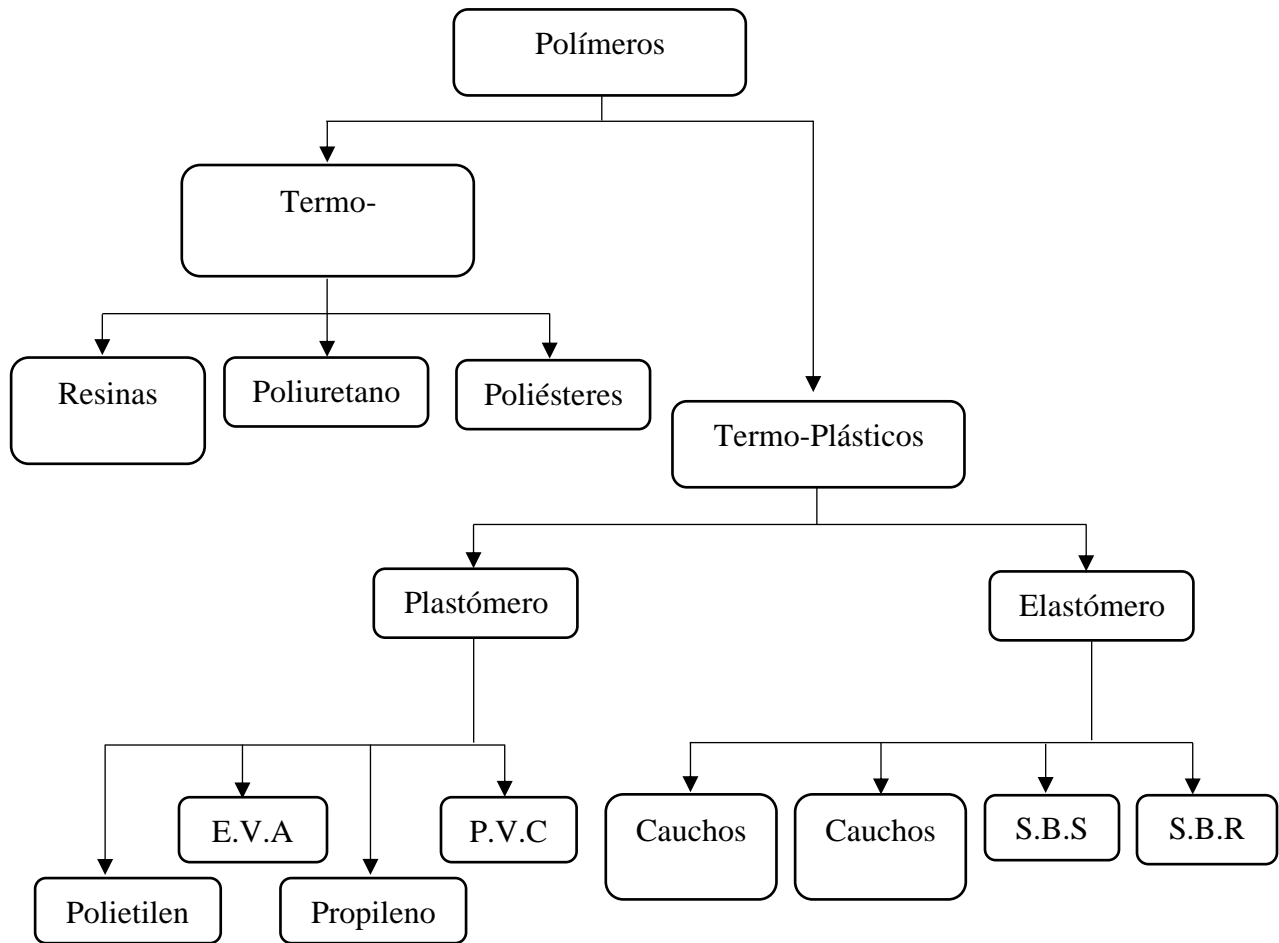 Polímeros
Termo-
Resinas
Poliuretano
Poliésteres
Termo-Plásticos
Plastómero
Elastómero
E.V.A
P.V.C
Cauchos
Cauchos
S.B.S
S.B.R
Polietilen
Propileno